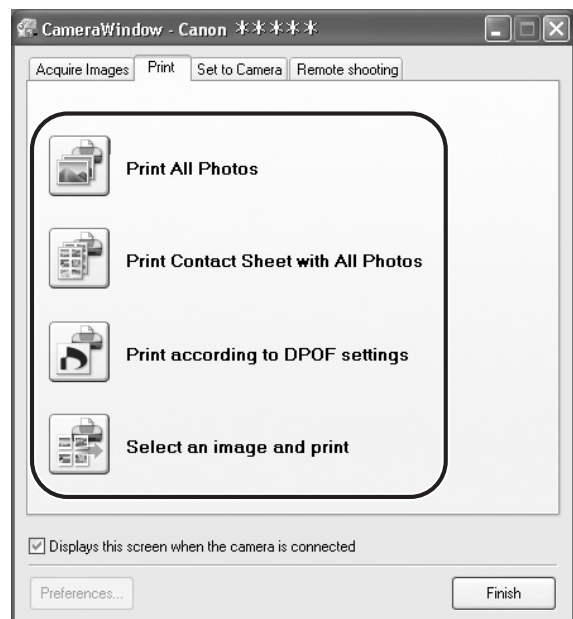 CameraWindow - Canon *****
Acquire Images Print Set to Camera Remote shooting
Print All Photos
Print Contact Sheet with All Photos
Print according to DPOF settings
Select an image and print
Displays this screen when the camera is connected
Preferences... Finish